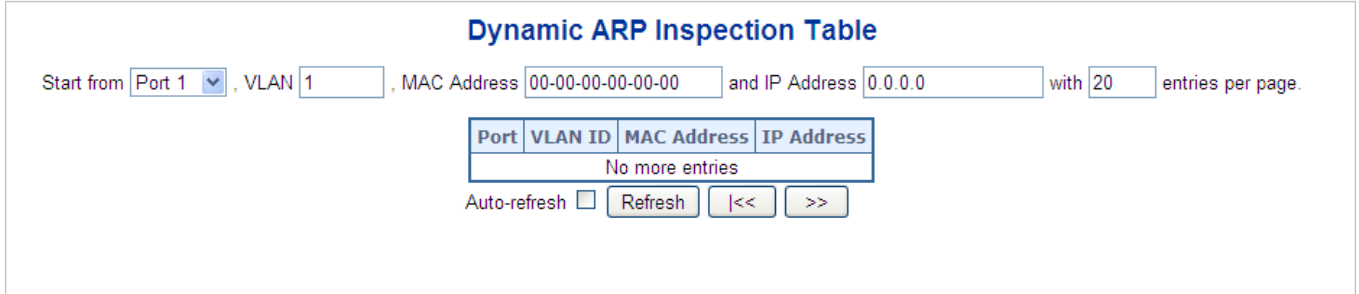 Dynamic ARP Inspection Table
Start from Port 1 , VLAN 1 , MAC Address 00-00-00-00-00-00 and IP Address 0.0.0.0 with 20 entries per page.
Port VLAN ID MAC Address IP Address
No more entries
Auto-refresh Refresh |<< >>